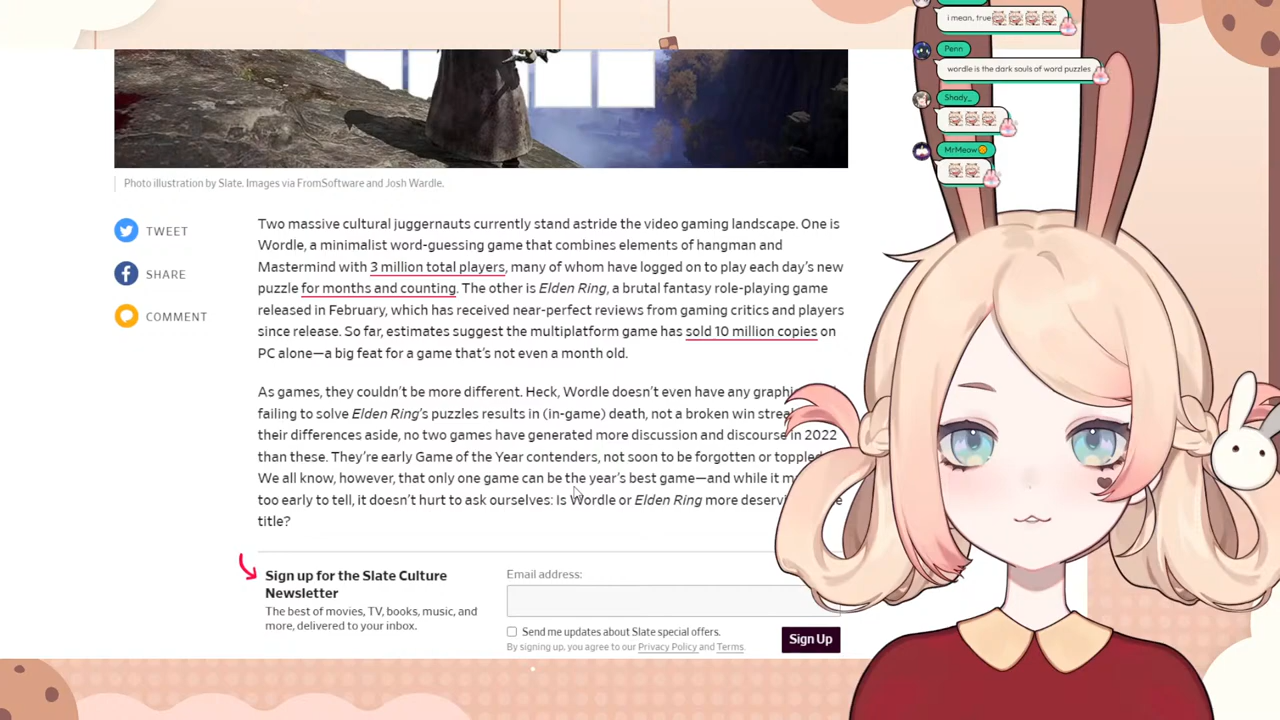 i mean, true
Penn
wordle is the dark souls of word puzzles
Shady_
MrMeow
Photo illustration by Slate. Images via FromSoftware and Josh Wardle.
TWEET
SHARE
COMMENT
Two massive cultural juggernauts currently stand astride the video gaming landscape. One is
Wordle, a minimalist word-guessing game that combines elements of hangman and
Mastermind with 3 million total players, many of whom have logged on to play each day’s new
puzzle for months and counting. The other is Elden Ring, a brutal fantasy role-playing game
released in February, which has received near-perfect reviews from gaming critics and players
since release. So far, estimates suggest the multiplatform game has sold 10 million copies on
PC alone—a big feat for a game that’s not even a month old.
As games, they couldn’t be more different. Heck, Wordle doesn’t even have any
failing to solve Elden Ring’s puzzles results in (in-game) death, not a broken win
their differences aside, no two games have generated more discussion and discourse in 2022
than these. They’re early Game of the Year contenders, not soon to be forgotten or
We all know, however, that only one game can be the year’s best game—and while it
too early to tell, it doesn’t hurt to ask ourselves: Is Wordle or Elden Ring more
title?
Sign up for the Slate Culture
Newsletter
The best of movies, TV, books, music, and
more, delivered to your inbox.
Email address:
Send me updates about Slate special offers.
By signing up, you agree to our Privacy Policy and Terms.
Sign Up